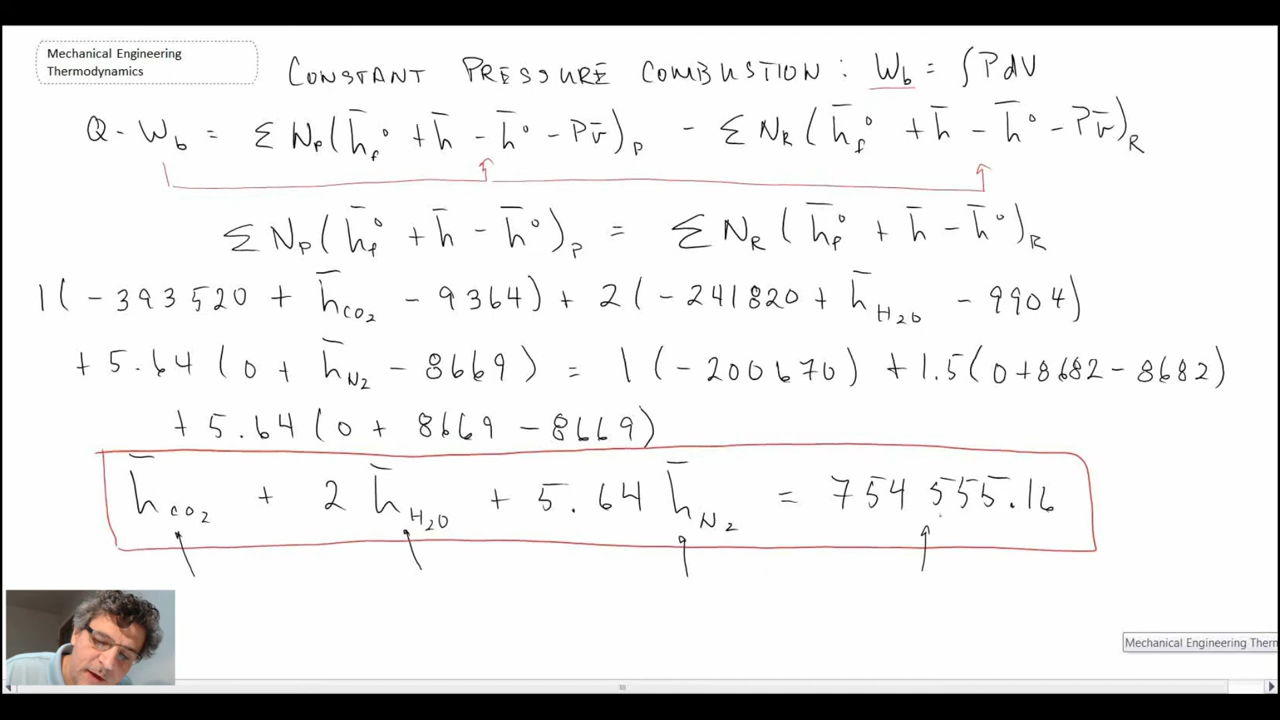 Mechanical Engineering
Thermodynamics
CONSTANT PRESSURE COMBUSTION : W_b = ∫PdV
Q - W_b = Σ N_P (h̄_f° + h̄ - h̄° - Pv̄)_P - Σ N_R (h̄_f° + h̄ - h̄° - Pv̄)_R
Σ N_P (h̄_f° + h̄ - h̄°)_P = Σ N_R (h̄_f° + h̄ - h̄°)_R
1(-393520 + h̄_CO2 - 9364) + 2(-241820 + h̄_H2O - 9904)
+ 5.64 (0 + h̄_N2 - 8669) = 1 (-200670) + 1.5(0+8682-8682)
+ 5.64 (0 + 8669 - 8669)
h̄_CO2 + 2 h̄_H2O + 5.64 h̄_N2 = 754 555.16
Mechanical Engineering Therm